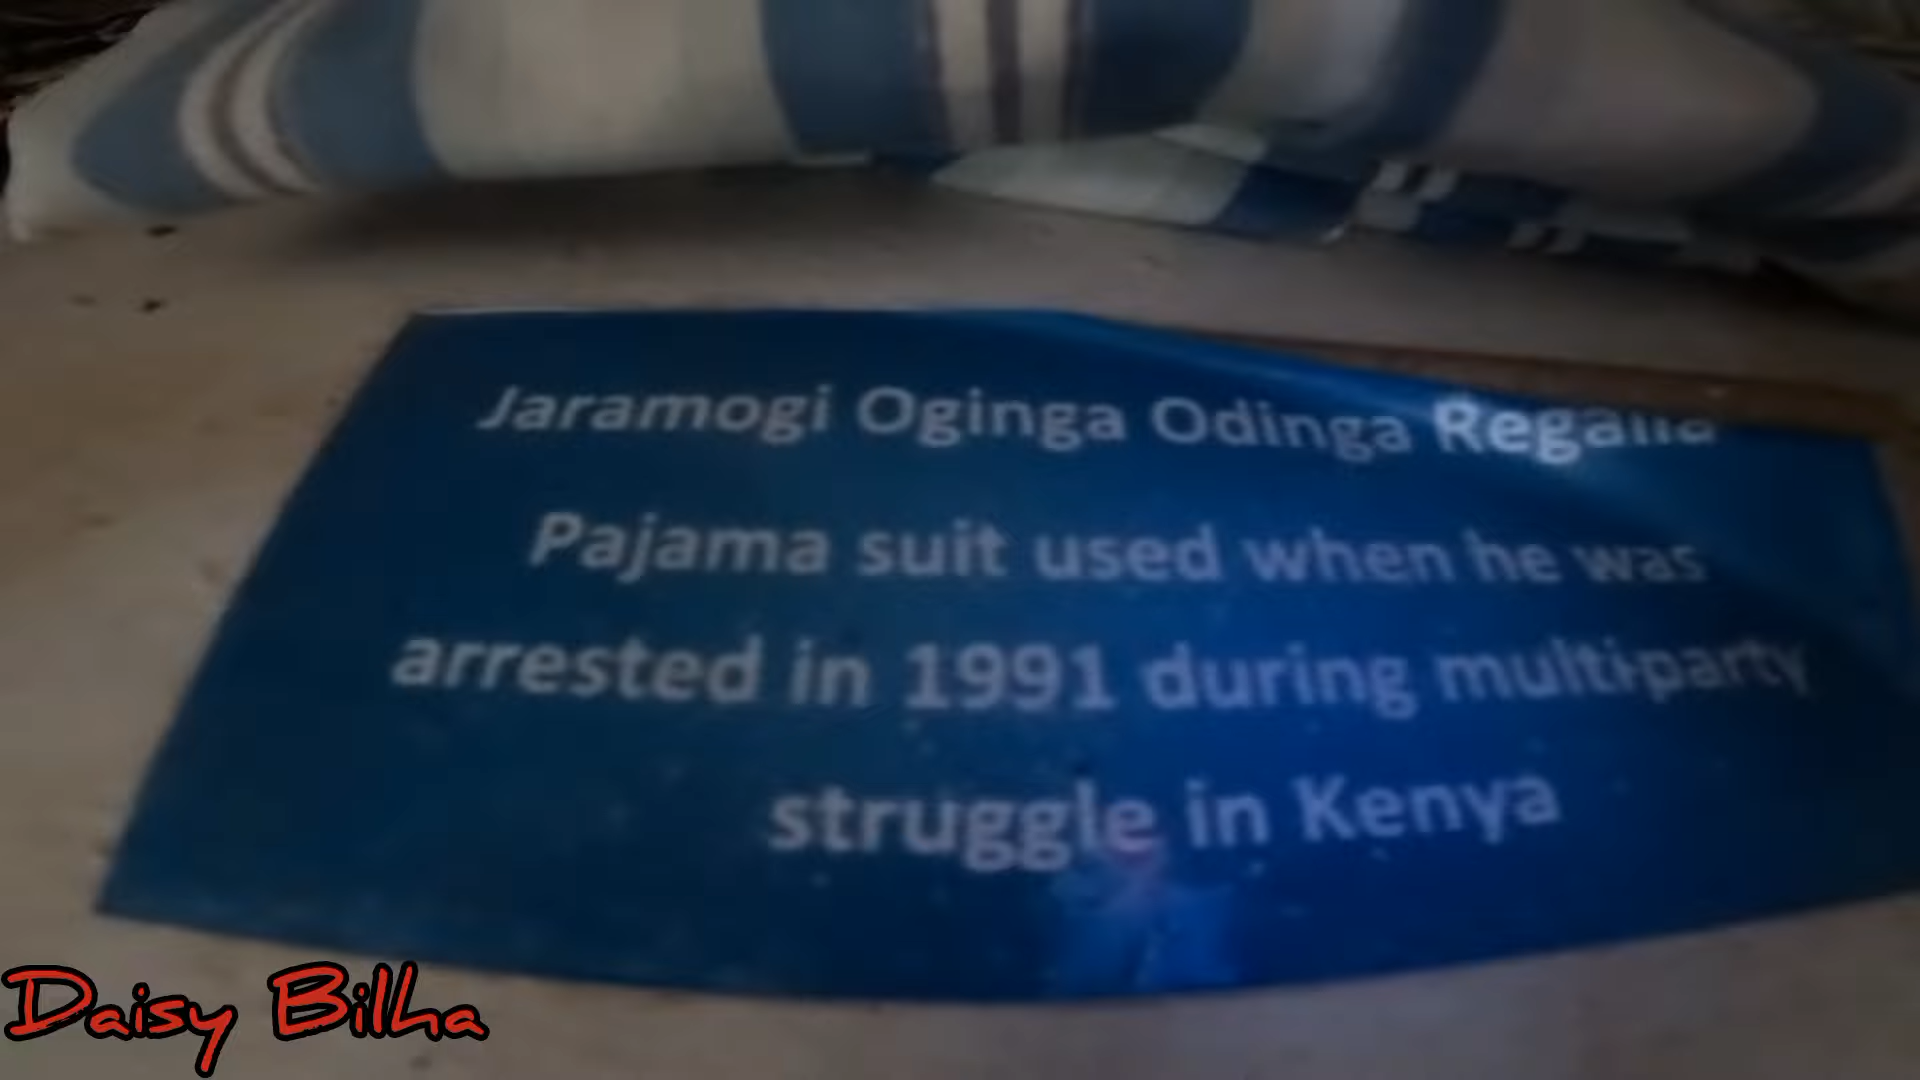 Jaramogi Oginga Odinga Regalia
Pajama suit used when he was
arrested in 1991 during multi-party
struggle in Kenya
Daisy Bilha